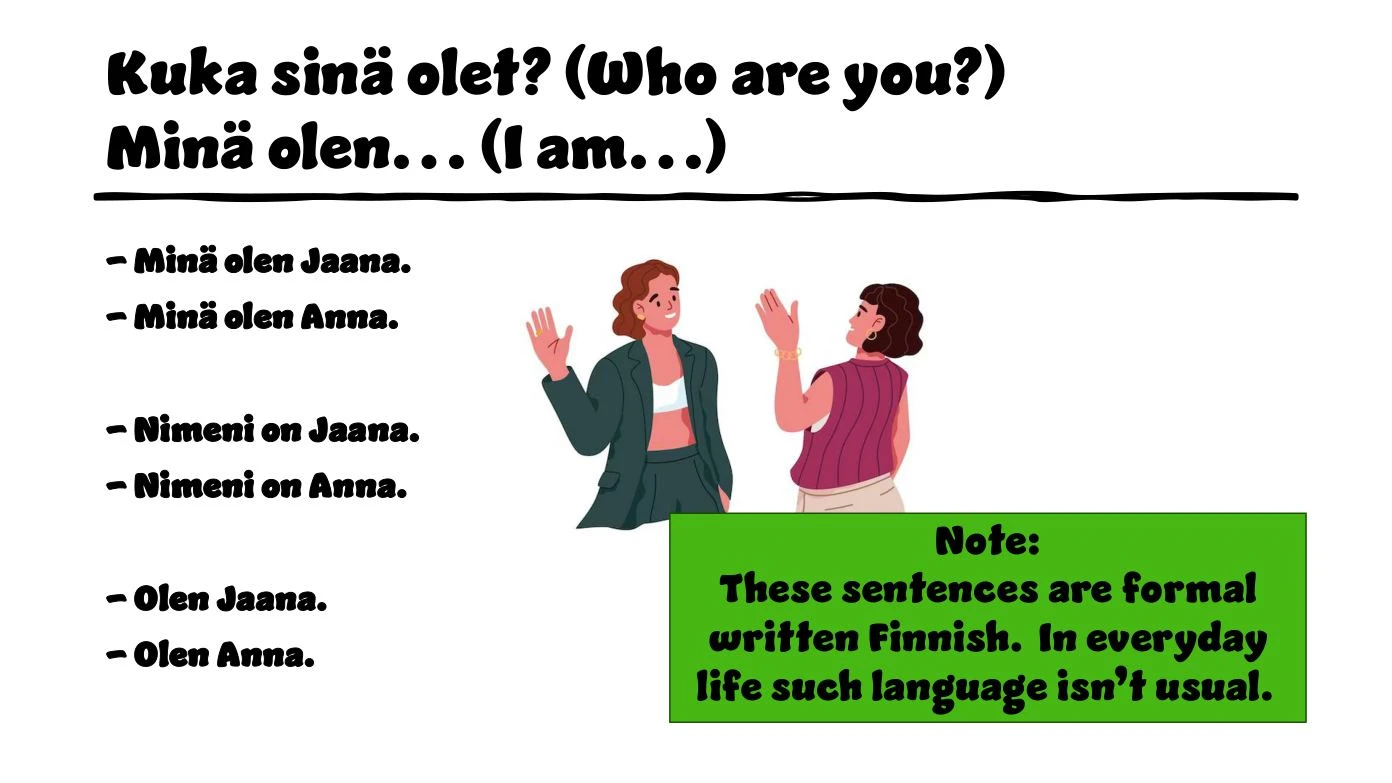 Kuka sinä olet? (Who are you?)
Minä olen... (I am...)
- Minä olen Jaana.
- Minä olen Anna.
- Nimeni on Jaana.
- Nimeni on Anna.
- Olen Jaana.
- Olen Anna.
Note:
These sentences are formal
written Finnish.  In everyday
life such language isn't usual.